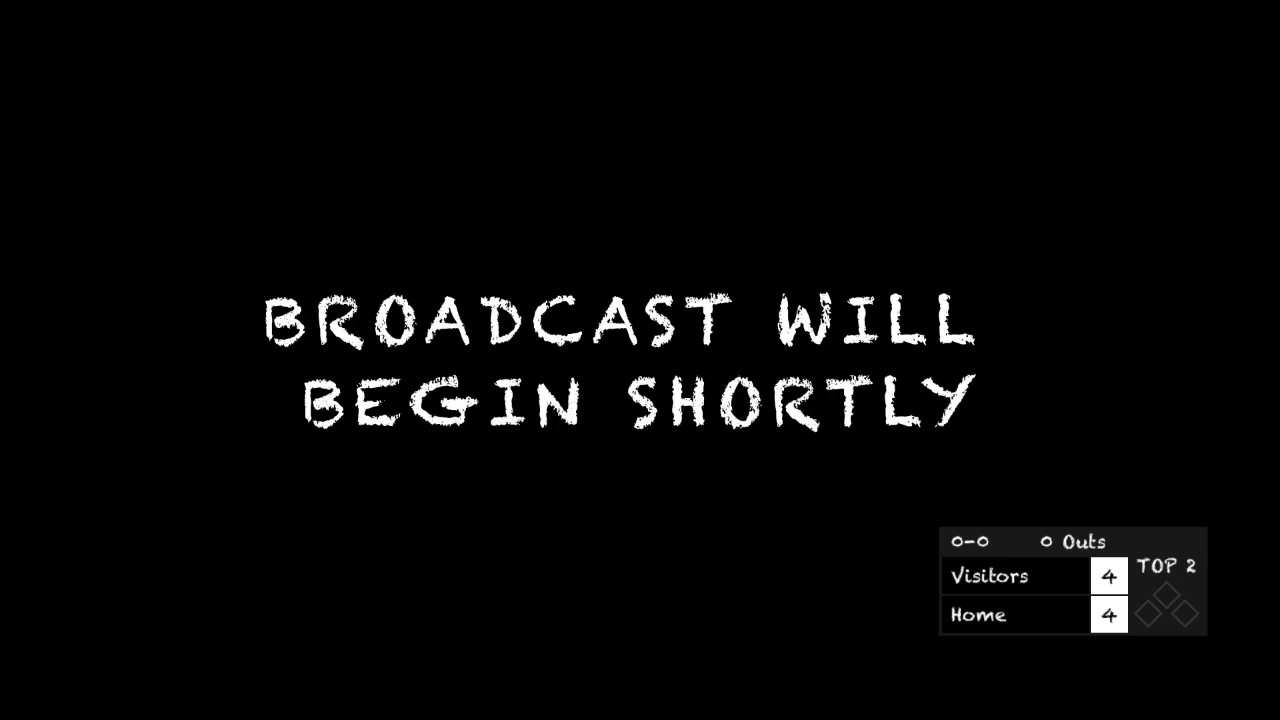 BROADCAST WILL
BEGIN SHORTLY
0-0 0 Outs
TOP 2
Visitors 4
Home 4